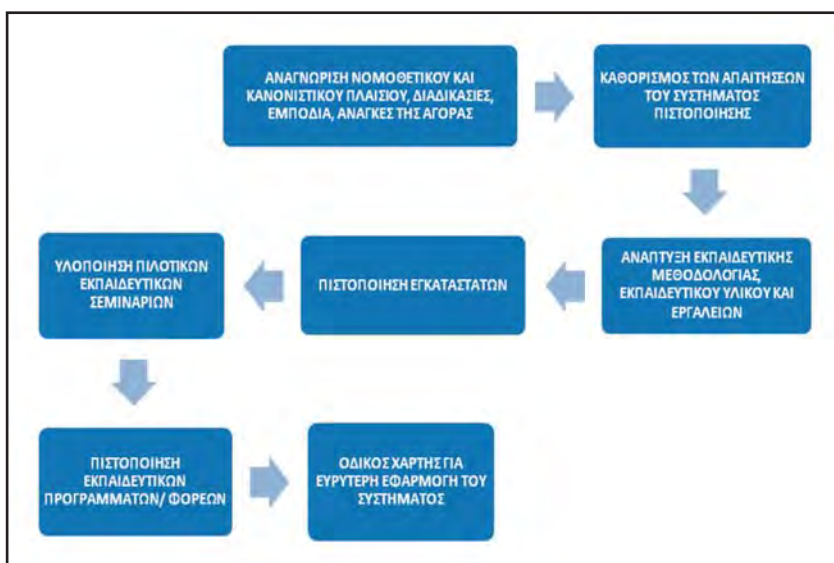 ΑΝΑΓΝΩΡΙΣΗ ΝΟΜΟΘΕΤΙΚΟΥ ΚΑΙ
ΚΑΝΟΝΙΣΤΙΚΟΥ ΠΛΑΙΣΙΟΥ, ΔΙΑΔΙΚΑΣΙΕΣ,
ΕΜΠΟΔΙΑ, ΑΝΑΓΚΕΣ ΤΗΣ ΑΓΟΡΑΣ
ΚΑΘΟΡΙΣΜΟΣ ΤΩΝ ΑΠΑΙΤΗΣΕΩΝ
ΤΟΥ ΣΥΣΤΗΜΑΤΟΣ
ΠΙΣΤΟΠΟΙΗΣΗΣ
ΑΝΑΠΤΥΞΗ ΕΚΠΑΙΔΕΥΤΙΚΗΣ
ΜΕΘΟΔΟΛΟΓΙΑΣ,
ΕΚΠΑΙΔΕΥΤΙΚΟΥ ΥΛΙΚΟΥ ΚΑΙ
ΕΡΓΑΛΕΙΩΝ
ΠΙΣΤΟΠΟΙΗΣΗ ΕΓΚΑΤΑΣΤΑΤΩΝ
ΥΛΟΠΟΙΗΣΗ ΠΙΛΟΤΙΚΩΝ
ΕΚΠΑΙΔΕΥΤΙΚΩΝ
ΣΕΜΙΝΑΡΙΩΝ
ΠΙΣΤΟΠΟΙΗΣΗ
ΕΚΠΑΙΔΕΥΤΙΚΩΝ
ΠΡΟΓΡΑΜΜΑΤΩΝ/ ΦΟΡΕΩΝ
ΟΔΙΚΟΣ ΧΑΡΤΗΣ ΓΙΑ
ΕΥΡΥΤΕΡΗ ΕΦΑΡΜΟΓΗ ΤΟΥ
ΣΥΣΤΗΜΑΤΟΣ